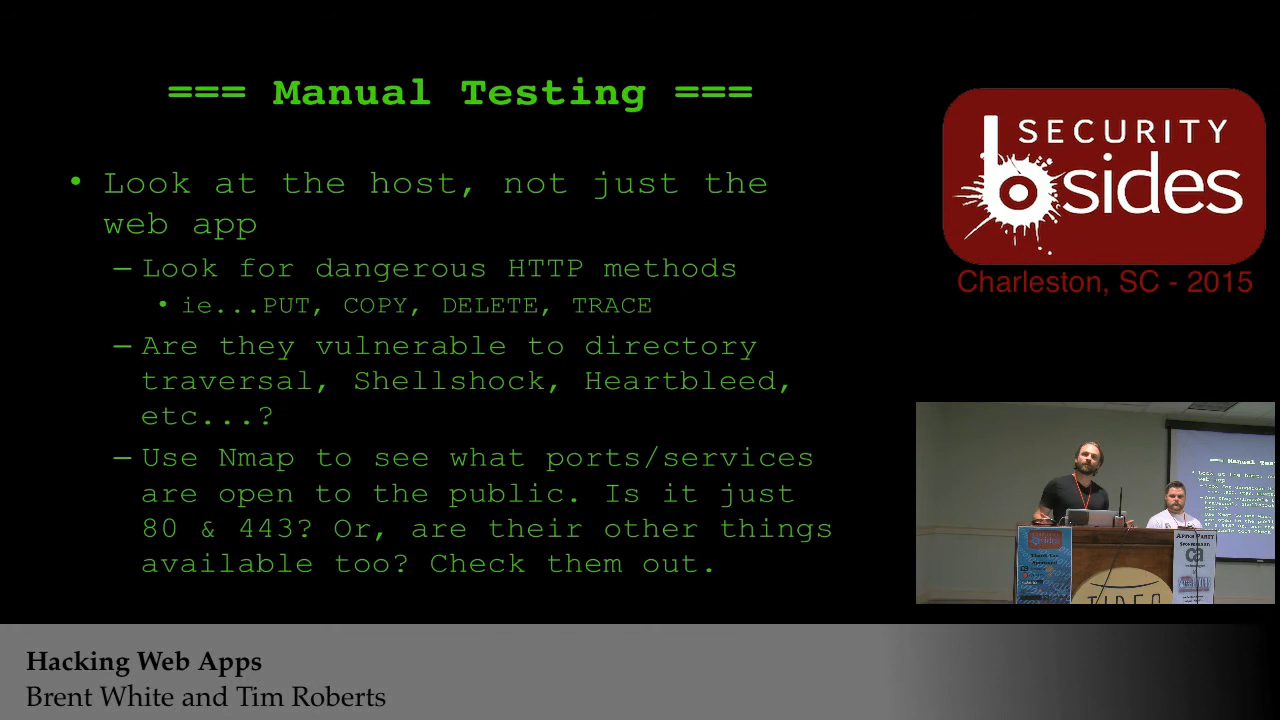 === Manual Testing ===
• Look at the host, not just the
web app
– Look for dangerous HTTP methods
• ie...PUT, COPY, DELETE, TRACE
– Are they vulnerable to directory
traversal, Shellshock, Heartbleed,
etc...?
– Use Nmap to see what ports/services
are open to the public. Is it just
80 & 443? Or, are their other things
available too? Check them out.
SECURITY
bsides
Charleston, SC - 2015
=== Manual Tes
Hacking Web Apps
Brent White and Tim Roberts